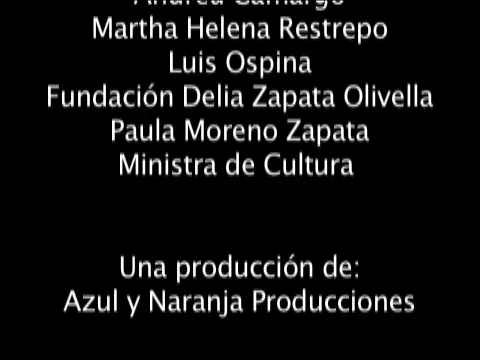 Martha Helena Restrepo
Luis Ospina
Fundación Delia Zapata Olivella
Paula Moreno Zapata
Ministra de Cultura
Una producción de:
Azul y Naranja Producciones